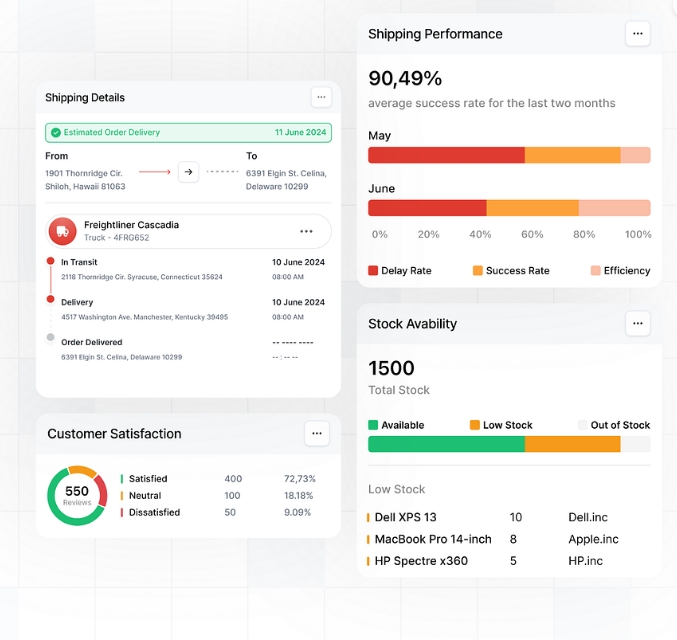 Shipping Details
Estimated Order Delivery 11 June 2024
From To
1901 Thornridge Cir. 6391 Elgin St. Celina,
Shiloh, Hawaii 81063 Delaware 10299
Freightliner Cascadia
Truck - 4FRG652
In Transit 10 June 2024
2118 Thornridge Cir. Syracuse, Connecticut 35624 08:00 AM
Delivery 10 June 2024
4517 Washington Ave. Manchester, Kentucky 39495 08:00 AM
Order Delivered -- ---- ----
6391 Elgin St. Celina, Delaware 10299 -- : -- --
Customer Satisfaction
550
Reviews
Satisfied 400 72,73%
Neutral 100 18.18%
Dissatisfied 50 9.09%
Shipping Performance
90,49%
average success rate for the last two months
May
June
0% 20% 40% 60% 80% 100%
Delay Rate Success Rate Efficiency
Stock Avability
1500
Total Stock
Available Low Stock Out of Stock
Low Stock
Dell XPS 13 10 Dell.inc
MacBook Pro 14-inch 8 Apple.inc
HP Spectre x360 5 HP.inc